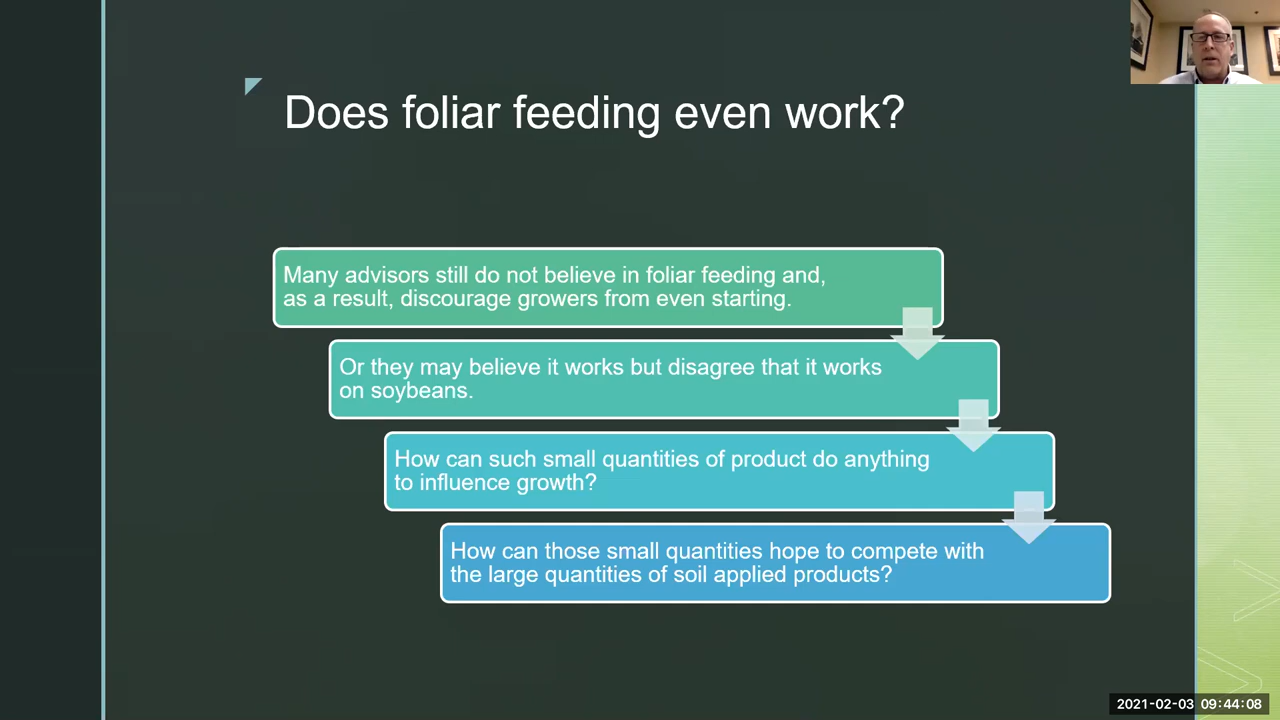 Does foliar feeding even work?
Many advisors still do not believe in foliar feeding and,
as a result, discourage growers from even starting.
Or they may believe it works but disagree that it works
on soybeans.
How can such small quantities of product do anything
to influence growth?
How can those small quantities hope to compete with
the large quantities of soil applied products?
2021-02-03 09:44:08